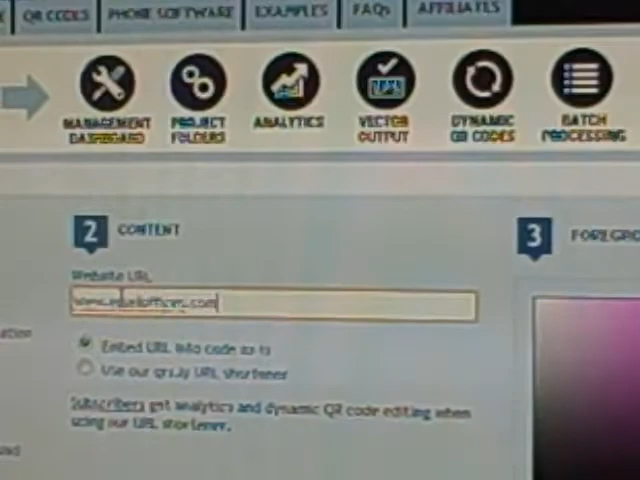 QR CODES PHONE SOFTWARE EXAMPLES FAQs AFFILIATES
MANAGEMENT DASHBOARD
PROJECT FOLDERS
ANALYTICS
VECTOR OUTPUT
DYNAMIC QR CODES
BATCH PROCESSING
2 CONTENT
3
Website URL
Embed URL into code as is
Use our URL shortener
Subscribers get analytics and dynamic QR code editing when
using our URL shortener.